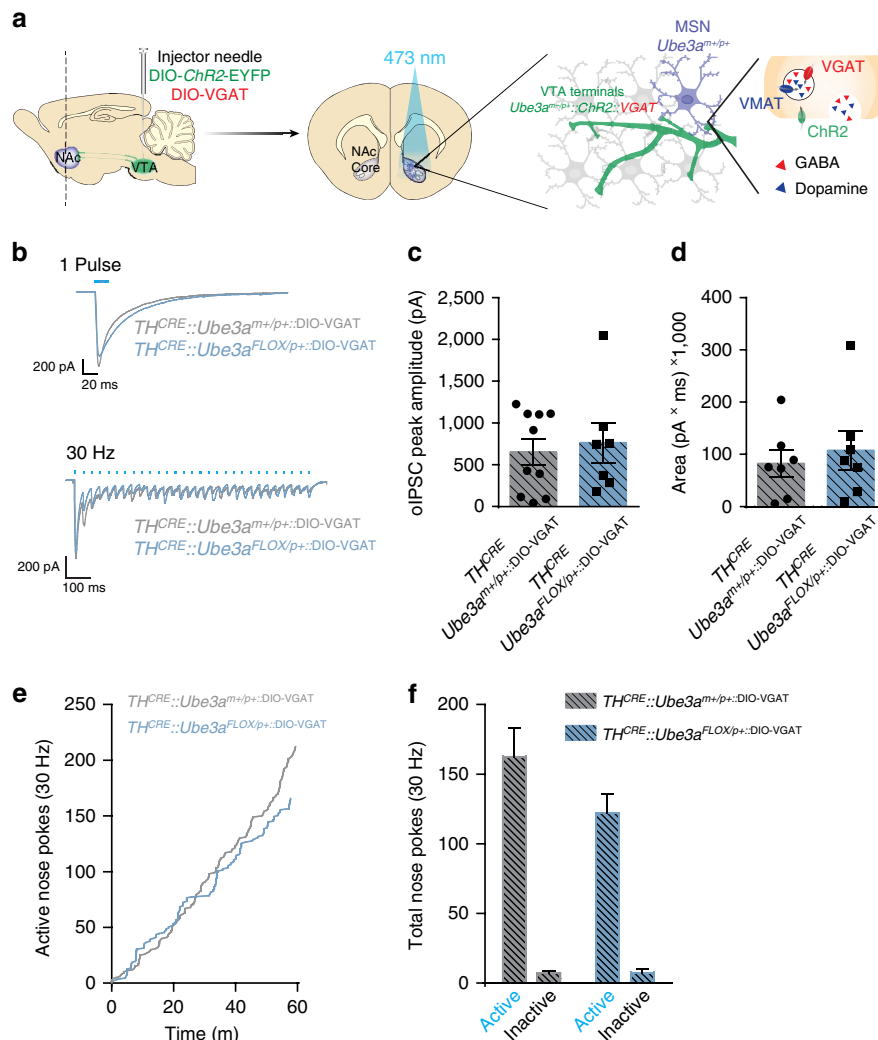 a
Injector needle
DIO-ChR2-EYFP
DIO-VGAT
NAc
VTA
473 nm
NAc
Core
MSN
Ube3a^m+/p+
VTA terminals
Ube3a^m+/p+::ChR2::VGAT
VGAT
VMAT
ChR2
GABA
Dopamine
b
1 Pulse
TH^CRE::Ube3a^m+/p+::DIO-VGAT
TH^CRE::Ube3a^FLOX/p+::DIO-VGAT
200 pA
20 ms
30 Hz
TH^CRE::Ube3a^m+/p+::DIO-VGAT
TH^CRE::Ube3a^FLOX/p+::DIO-VGAT
200 pA
100 ms
c
oIPSC peak amplitude (pA)
2,500
2,000
1,500
1,000
500
0
TH^CRE
Ube3a^m+/p+::DIO-VGAT
TH^CRE
Ube3a^FLOX/p+::DIO-VGAT
d
Area (pA × ms) ×1,000
400
300
200
100
0
TH^CRE
Ube3a^m+/p+::DIO-VGAT
TH^CRE
Ube3a^FLOX/p+::DIO-VGAT
e
TH^CRE::Ube3a^m+/p+::DIO-VGAT
TH^CRE::Ube3a^FLOX/p+::DIO-VGAT
Active nose pokes (30 Hz)
250
200
150
100
50
0
0 20 40 60
Time (m)
f
TH^CRE::Ube3a^m+/p+::DIO-VGAT
TH^CRE::Ube3a^FLOX/p+::DIO-VGAT
Total nose pokes (30 Hz)
200
150
100
50
0
Active
Inactive
Active
Inactive